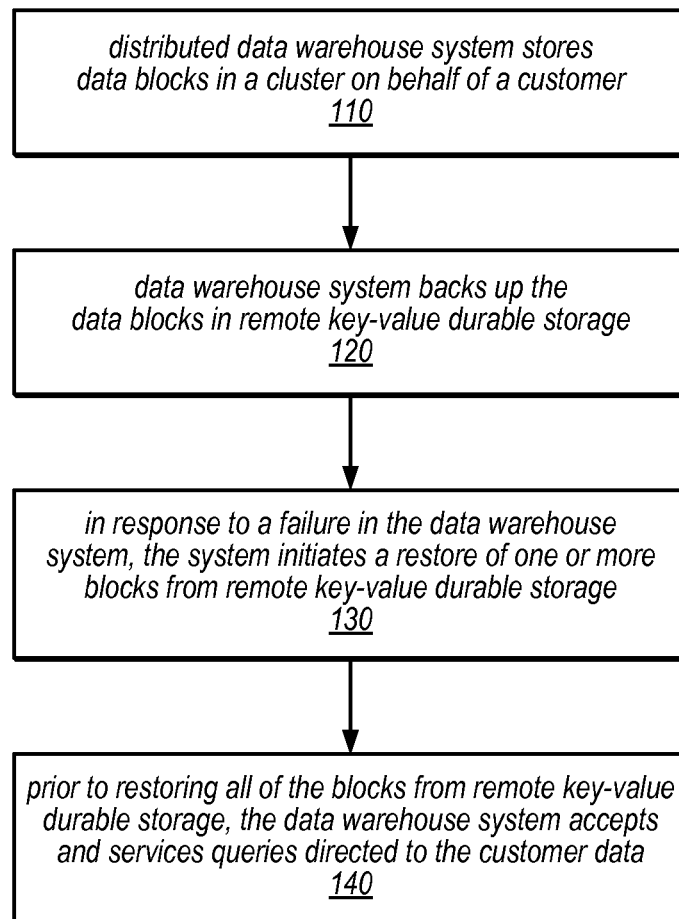 distributed data warehouse system stores
data blocks in a cluster on behalf of a customer
110
data warehouse system backs up the
data blocks in remote key-value durable storage
120
in response to a failure in the data warehouse
system, the system initiates a restore of one or more
blocks from remote key-value durable storage
130
prior to restoring all of the blocks from remote key-value
durable storage, the data warehouse system accepts
and services queries directed to the customer data
140